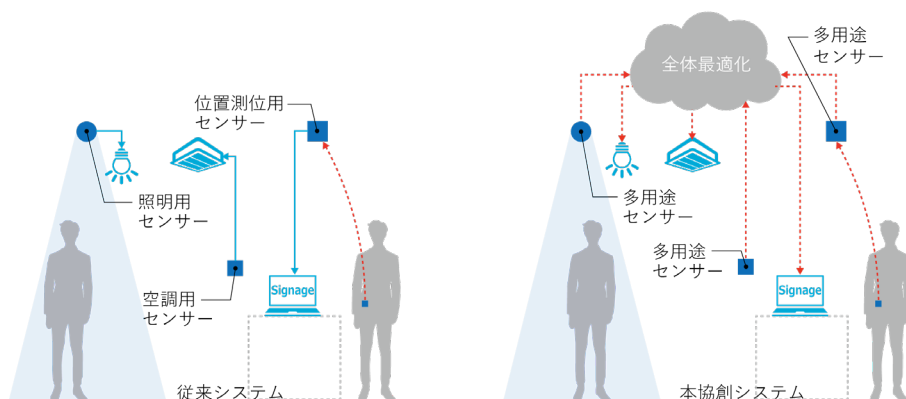 位置測位用
センサー
照明用
センサー
空調用
センサー
Signage
従来システム
全体最適化
多用途
センサー
多用途
センサー
多用途
センサー
Signage
本協創システム